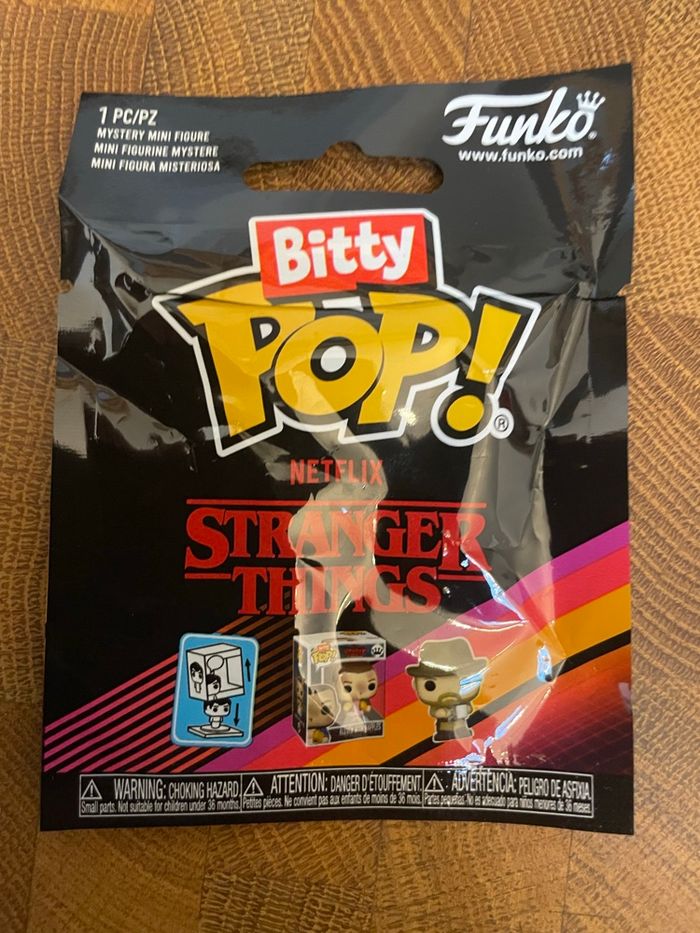 1 PC/PZ
MYSTERY MINI FIGURE
MINI FIGURINE MYSTERE
MINI FIGURA MISTERIOSA
Funko®
www.funko.com
Bitty
POP!®
NETFLIX
STRANGER
THINGS
Bitty
POP!
WARNING: CHOKING HAZARD
Small parts. Not suitable for children under 36 months.
ATTENTION: DANGER D'ÉTOUFFEMENT.
Petites pièces. Ne convient pas aux enfants de moins de 36 mois.
ADVERTENCIA: PELIGRO DE ASFIXIA.
Partes pequeñas. No es adecuado para niños menores de 36 meses.